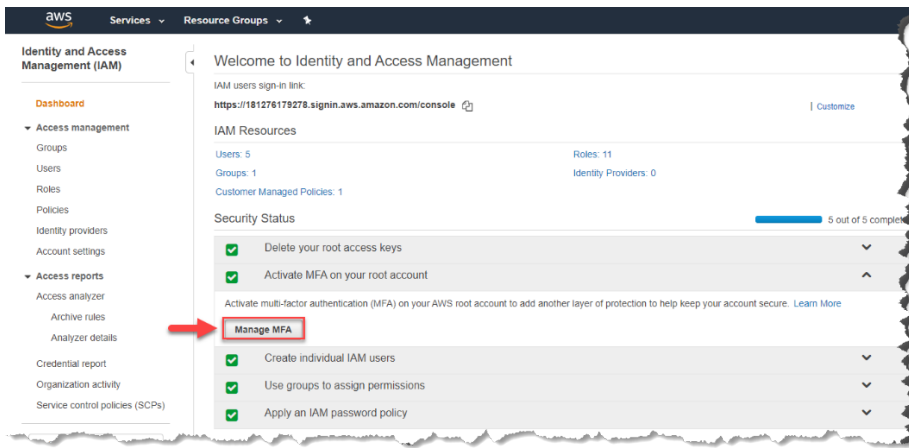 aws Services Resource Groups
Identity and Access
Management (IAM)
Dashboard
Access management
Groups
Users
Roles
Policies
Identity providers
Account settings
Access reports
Access analyzer
Archive rules
Analyzer details
Credential report
Organization activity
Service control policies (SCPs)
Welcome to Identity and Access Management
IAM users sign-in link:
https://181276179278.signin.aws.amazon.com/console | Customize
IAM Resources
Users: 5 Roles: 11
Groups: 1 Identity Providers: 0
Customer Managed Policies: 1
Security Status 5 out of 5 complet
Delete your root access keys
Activate MFA on your root account
Activate multi-factor authentication (MFA) on your AWS root account to add another layer of protection to help keep your account secure. Learn More
Manage MFA
Create individual IAM users
Use groups to assign permissions
Apply an IAM password policy